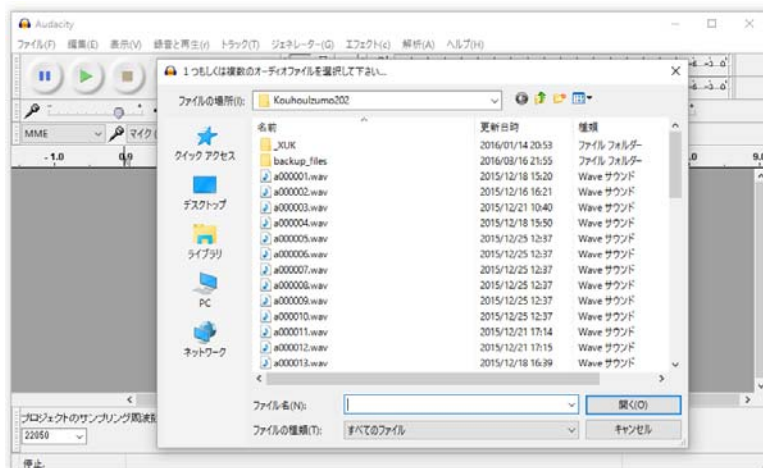 Audacity
ファイル(F) 編集(E) 表示(V) 録音と再生(r) トラック(T) ジェネレーター(G) エフェクト(c) 解析(A) ヘルプ(H)
1つもしくは複数のオーディオファイルを選択して下さい...
ファイルの場所(I): KouhouIzumo202
MME マイク(
- 1.0 0.0 .0 9.0
クイック アクセス
デスクトップ
ライブラリ
PC
ネットワーク
名前 更新日時 種類
_XUK 2016/01/14 20:53 ファイル フォルダー
backup_files 2016/03/16 21:55 ファイル フォルダー
a000001.wav 2015/12/18 15:20 Wave サウンド
a000002.wav 2015/12/16 16:21 Wave サウンド
a000003.wav 2015/12/21 10:40 Wave サウンド
a000004.wav 2015/12/18 15:50 Wave サウンド
a000005.wav 2015/12/25 12:37 Wave サウンド
a000006.wav 2015/12/25 12:37 Wave サウンド
a000007.wav 2015/12/25 12:37 Wave サウンド
a000008.wav 2015/12/25 12:37 Wave サウンド
a000009.wav 2015/12/25 12:37 Wave サウンド
a000010.wav 2015/12/25 12:37 Wave サウンド
a000011.wav 2015/12/21 17:14 Wave サウンド
a000012.wav 2015/12/21 17:15 Wave サウンド
a000013.wav 2015/12/18 16:39 Wave サウンド
ファイル名(N): 開く(O)
ファイルの種類(T): すべてのファイル キャンセル
プロジェクトのサンプリング周波数
22050
停止.